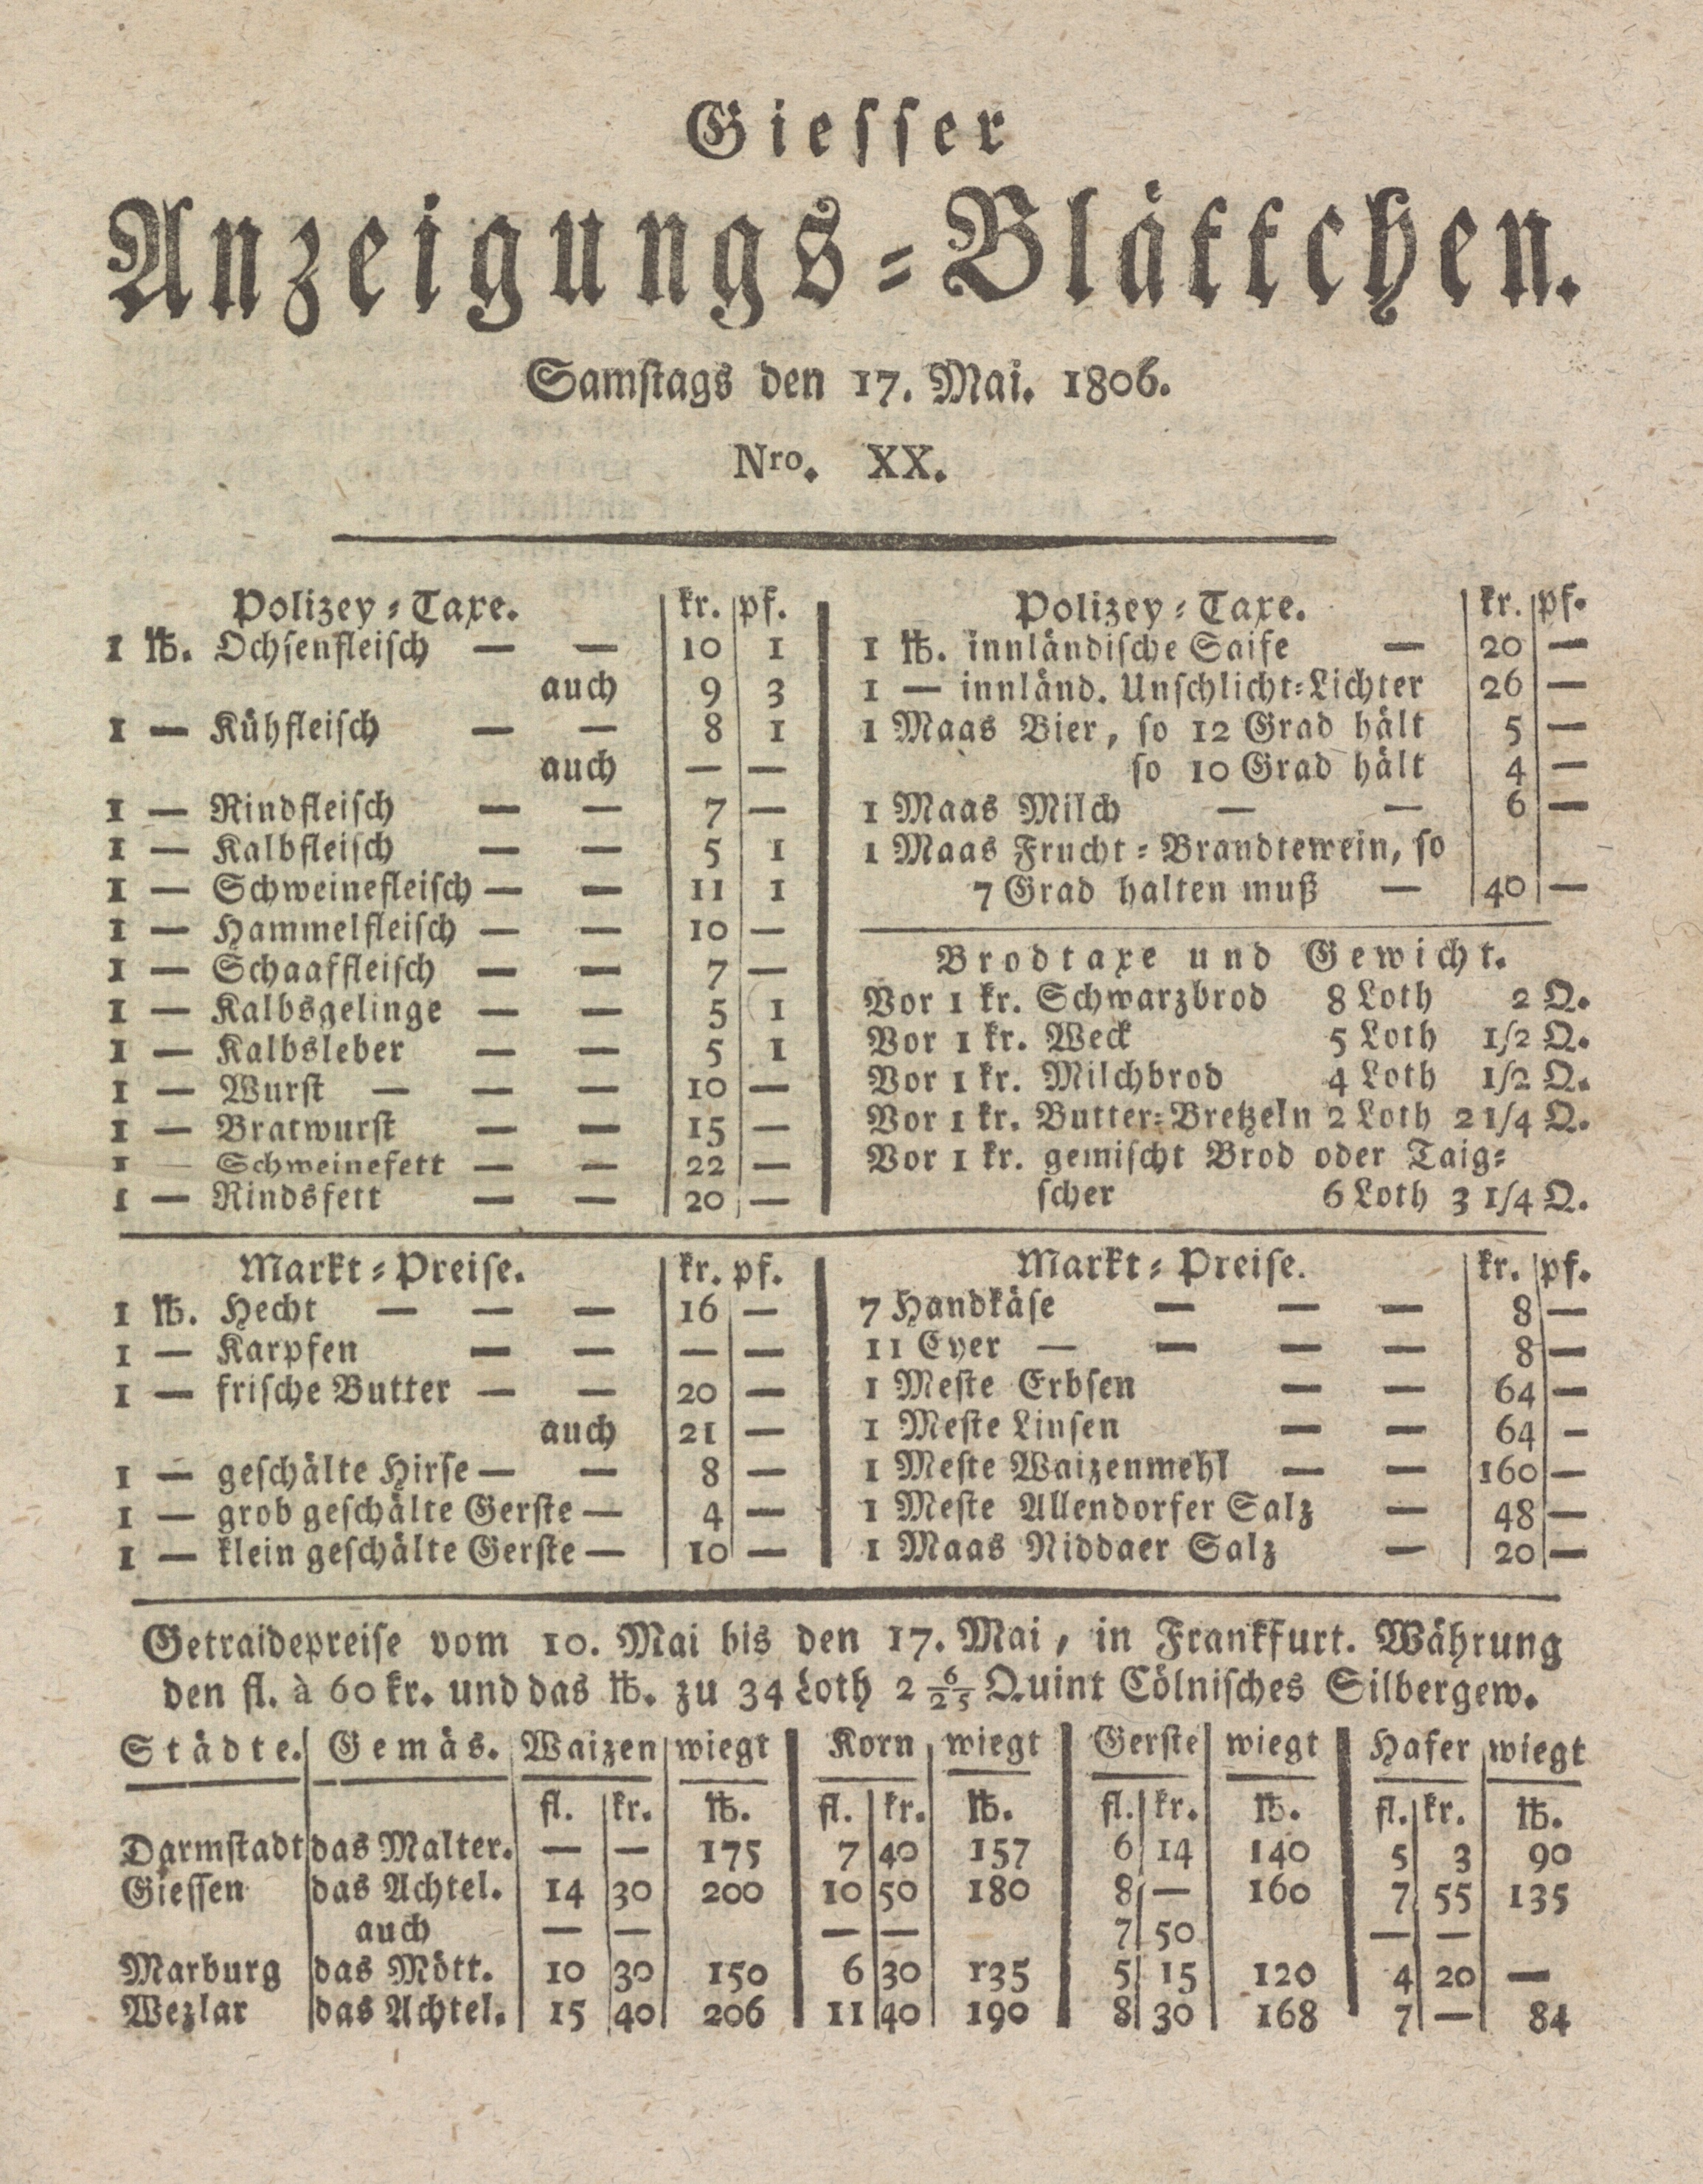 Giesser
Anzeigungs-Blättchen.
Samstags den 17. Mai. 1806.
Nro. XX.
Polizey-Taxe. kr. pf.
1 ℔. Ochsenfleisch — — 10 1
auch 9 3
1 — Kühfleisch — — 8 1
auch — —
1 — Rindfleisch — — 7 —
1 — Kalbfleisch — — 5 1
1 — Schweinefleisch — — 11 1
1 — Hammelfleisch — — 10 —
1 — Schaaffleisch — — 7 —
1 — Kalbsgelinge — — 5 1
1 — Kalbsleber — — 5 1
1 — Wurst — — — 10 —
1 — Bratwurst — — 15 —
1 — Schweinefett — — 22 —
1 — Rindsfett — — 20 —
Polizey-Taxe. kr. pf.
1 ℔. innländische Saife — 20 —
1 — innländ. Unschlicht-Lichter 26 —
1 Maas Bier, so 12 Grad hält 5 —
so 10 Grad hält 4 —
1 Maas Milch — — 6 —
1 Maas Frucht-Brandtewein, so
7 Grad halten muß — 40 —
Brodtaxe und Gewicht.
Vor 1 kr. Schwarzbrod 8 Loth 2 Q.
Vor 1 kr. Weck 5 Loth 1/2 Q.
Vor 1 kr. Milchbrod 4 Loth 1/2 Q.
Vor 1 kr. Butter-Bretzeln 2 Loth 2 1/4 Q.
Vor 1 kr. gemischt Brod oder Taig-
scher 6 Loth 3 1/4 Q.
Markt-Preise. kr. pf.
1 ℔. Hecht — — — 16 —
1 — Karpfen — — — —
1 — frische Butter — — 20 —
auch 21 —
1 — geschälte Hirse — — 8 —
1 — grob geschälte Gerste — 4 —
1 — klein geschälte Gerste — 10 —
Markt-Preise. kr. pf.
7 Handkäse — — — 8 —
11 Eyer — — — — 8 —
1 Meste Erbsen — — 64 —
1 Meste Linsen — — 64 —
1 Meste Waizenmehl — — 160 —
1 Meste Allendorfer Salz — 48 —
1 Maas Niddaer Salz — 20 —
Getraidepreise vom 10. Mai bis den 17. Mai, in Frankfurt. Währung
den fl. à 60 kr. und das ℔. zu 34 Loth 2 6/25 Quint Cölnisches Silbergew.
Städte. Gemäs. Waizen wiegt Korn wiegt Gerste wiegt Hafer wiegt
fl. kr. ℔. fl. kr. ℔. fl. kr. ℔. fl. kr. ℔.
Darmstadt das Malter. — — 175 7 40 157 6 14 140 5 3 90
Giessen das Achtel. 14 30 200 10 50 180 8 — 160 7 55 135
auch — — — — 7 50 — —
Marburg das Mött. 10 30 150 6 30 135 5 15 120 4 20 —
Wezlar das Achtel. 15 40 206 11 40 190 8 30 168 7 — 84